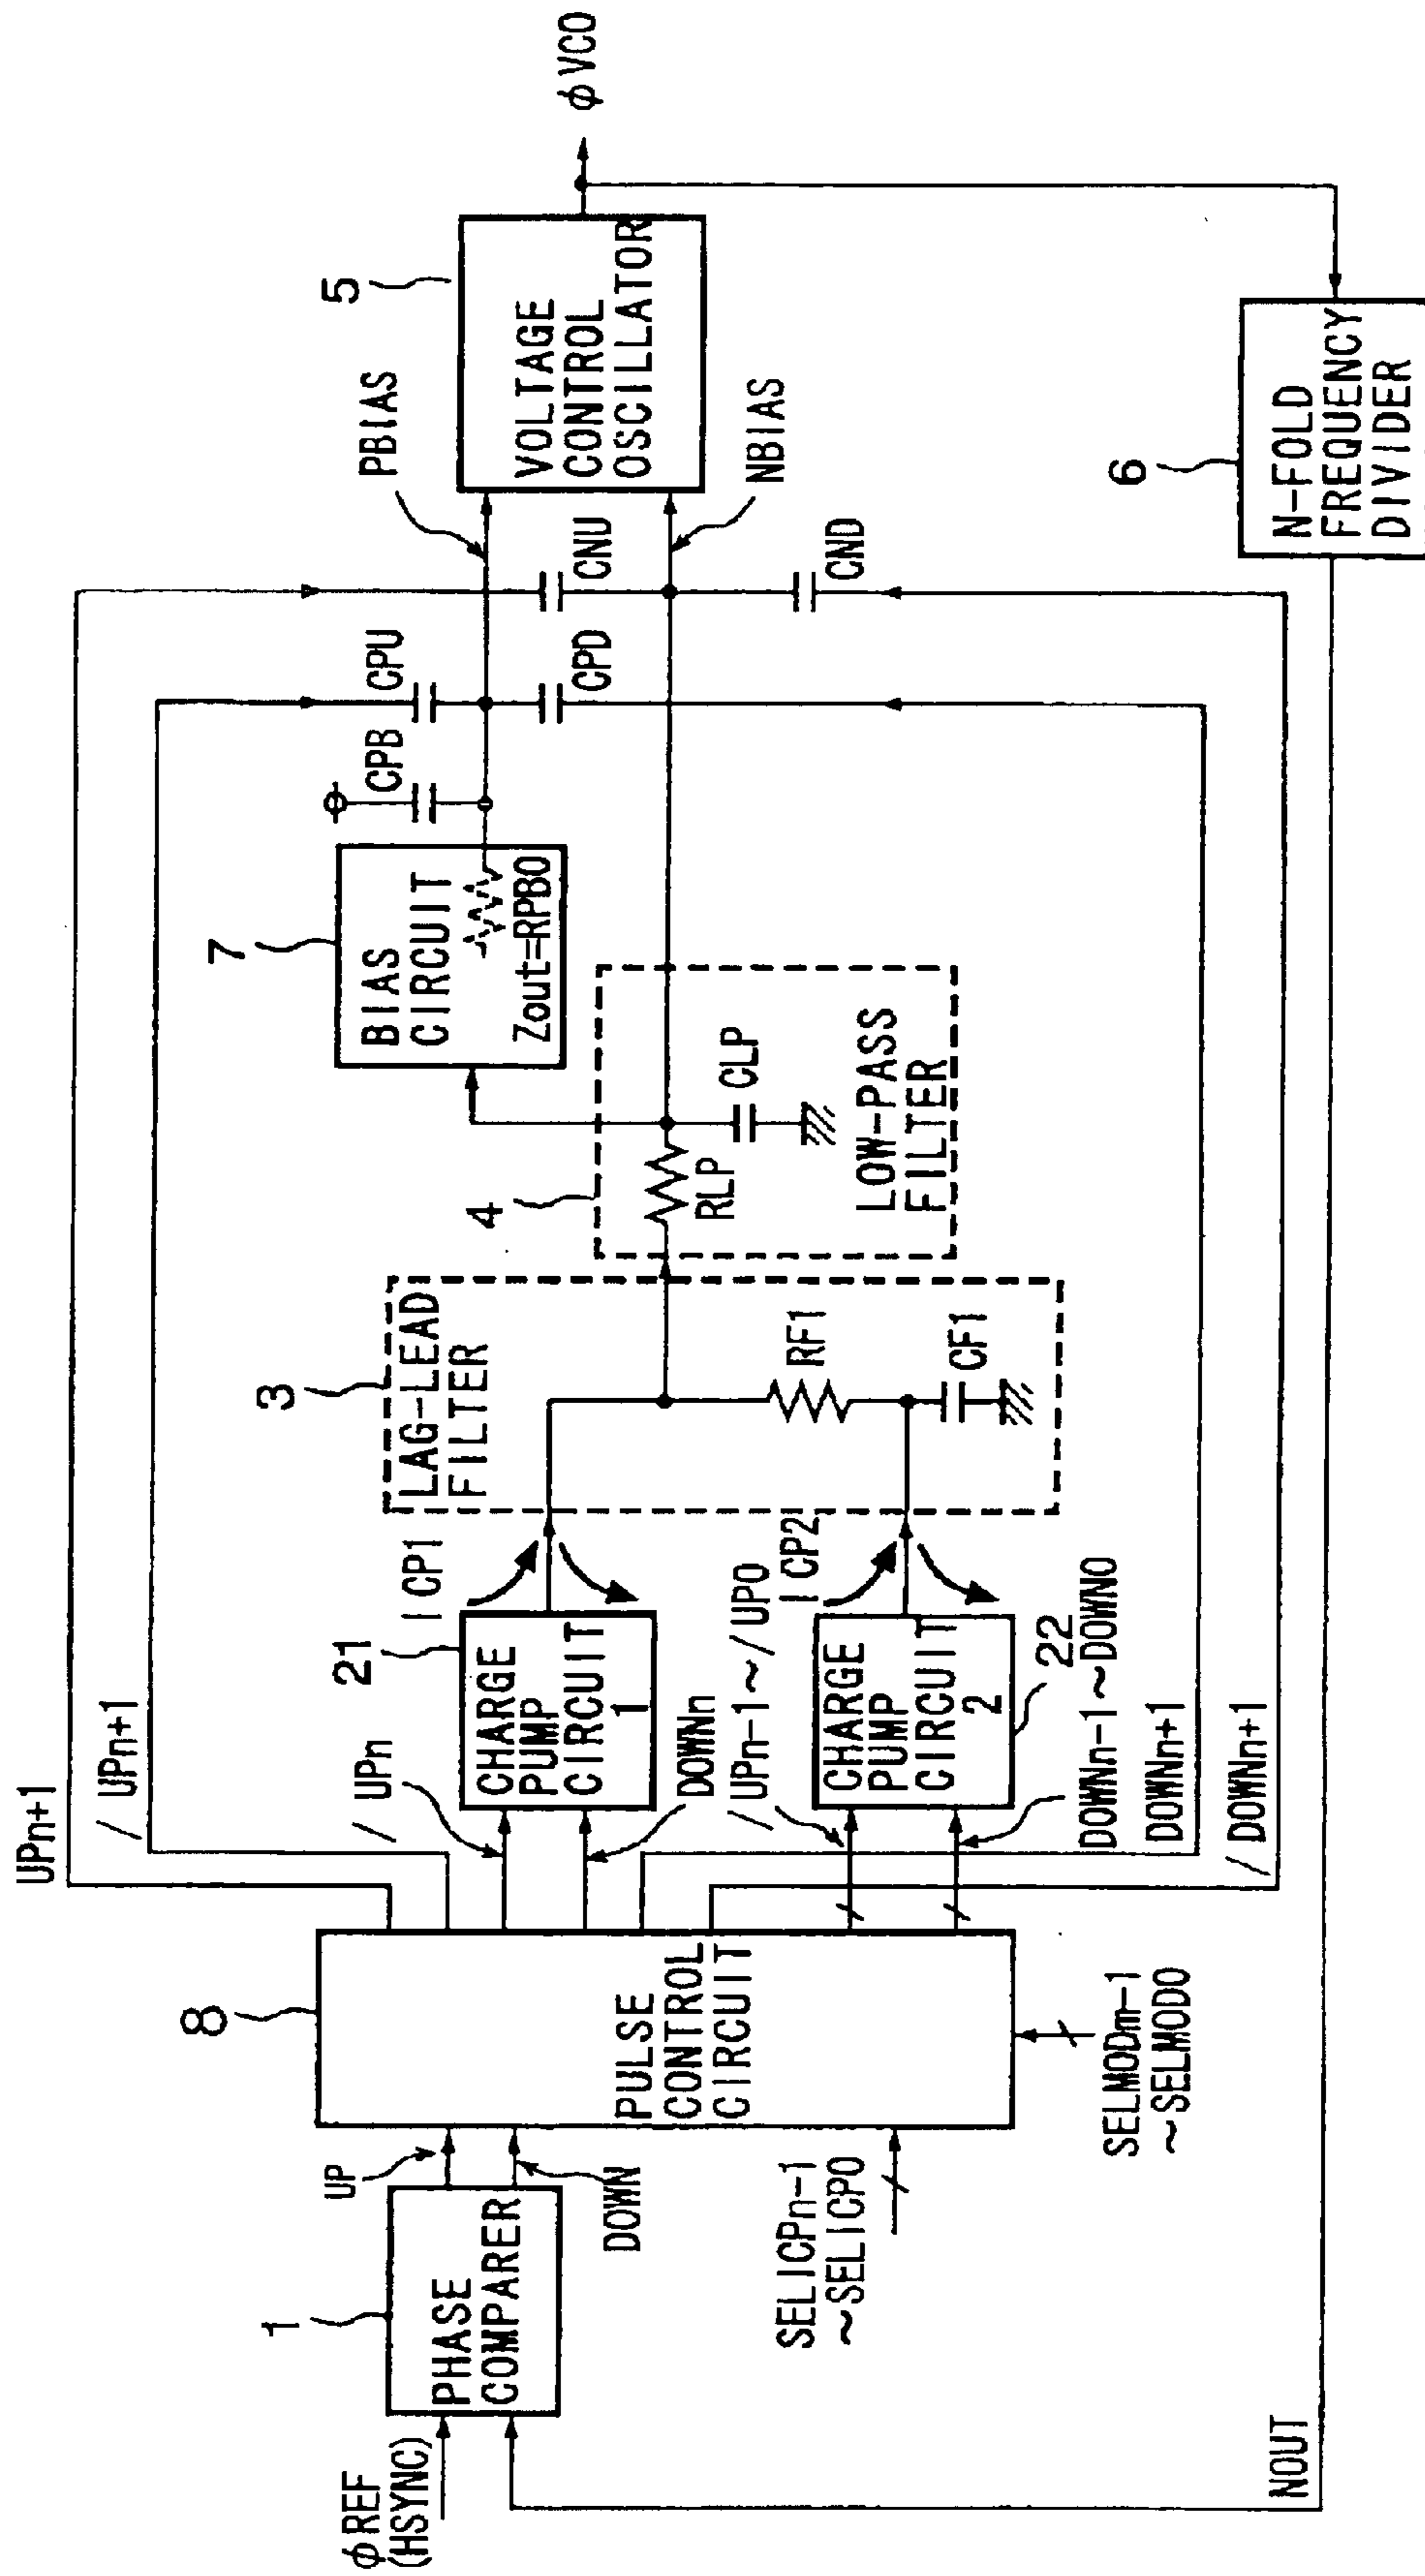 UPn+1
/UPn+1
φREF
(HSYNC)
1
PHASE
COMPARER
UP
DOWN
8
PULSE
CONTROL
CIRCUIT
SELICPn-1
~SELICP0
SELMODm-1
~SELMOD0
/UPn
DOWNn
21
CHARGE
PUMP
CIRCUIT
1
ICP1
/UPn-1~/UP0
CHARGE
PUMP
CIRCUIT
2
22
ICP2
DOWNn-1~DOWN0
DOWNn+1
/DOWNn+1
3
LAG-LEAD
FILTER
RF1
CF1
4
RLP
CLP
LOW-PASS
FILTER
7
BIAS
CIRCUIT
Zout=RPBO
CPB
CPU
CPD
CNU
CND
PBIAS
NBIAS
5
VOLTAGE
CONTROL
OSCILLATOR
φVCO
6
N-FOLD
FREQUENCY
DIVIDER
NOUT